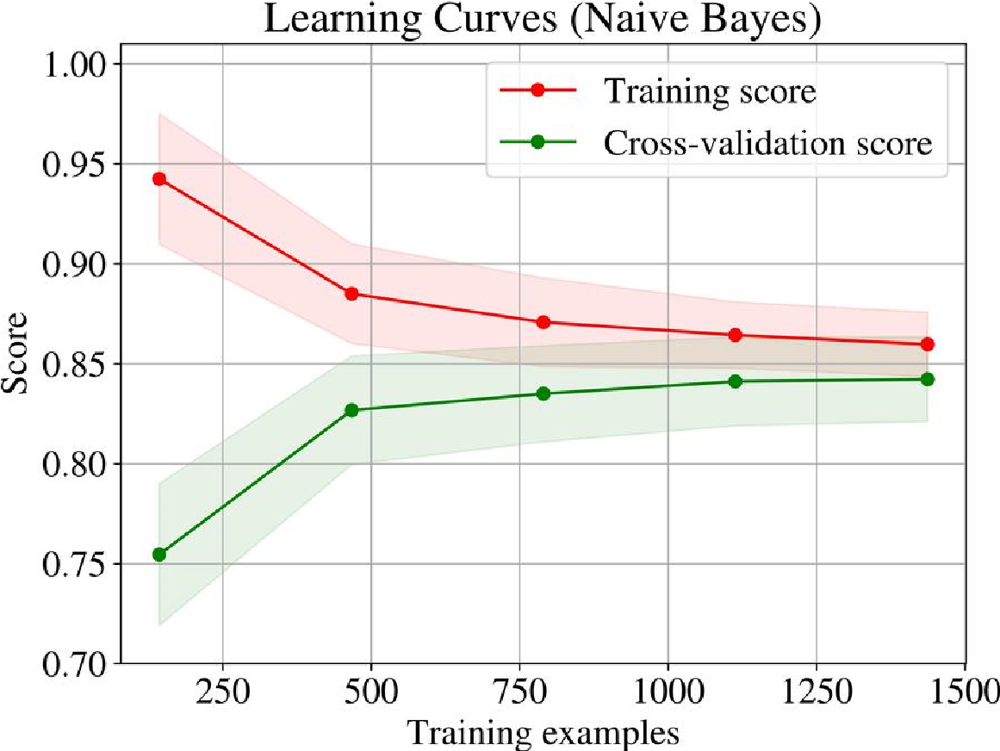 Learning Curves (Naive Bayes)
1.00
0.95
0.90
0.85
0.80
0.75
0.70
Score
Training score
Cross-validation score
250 500 750 1000 1250 1500
Training examples